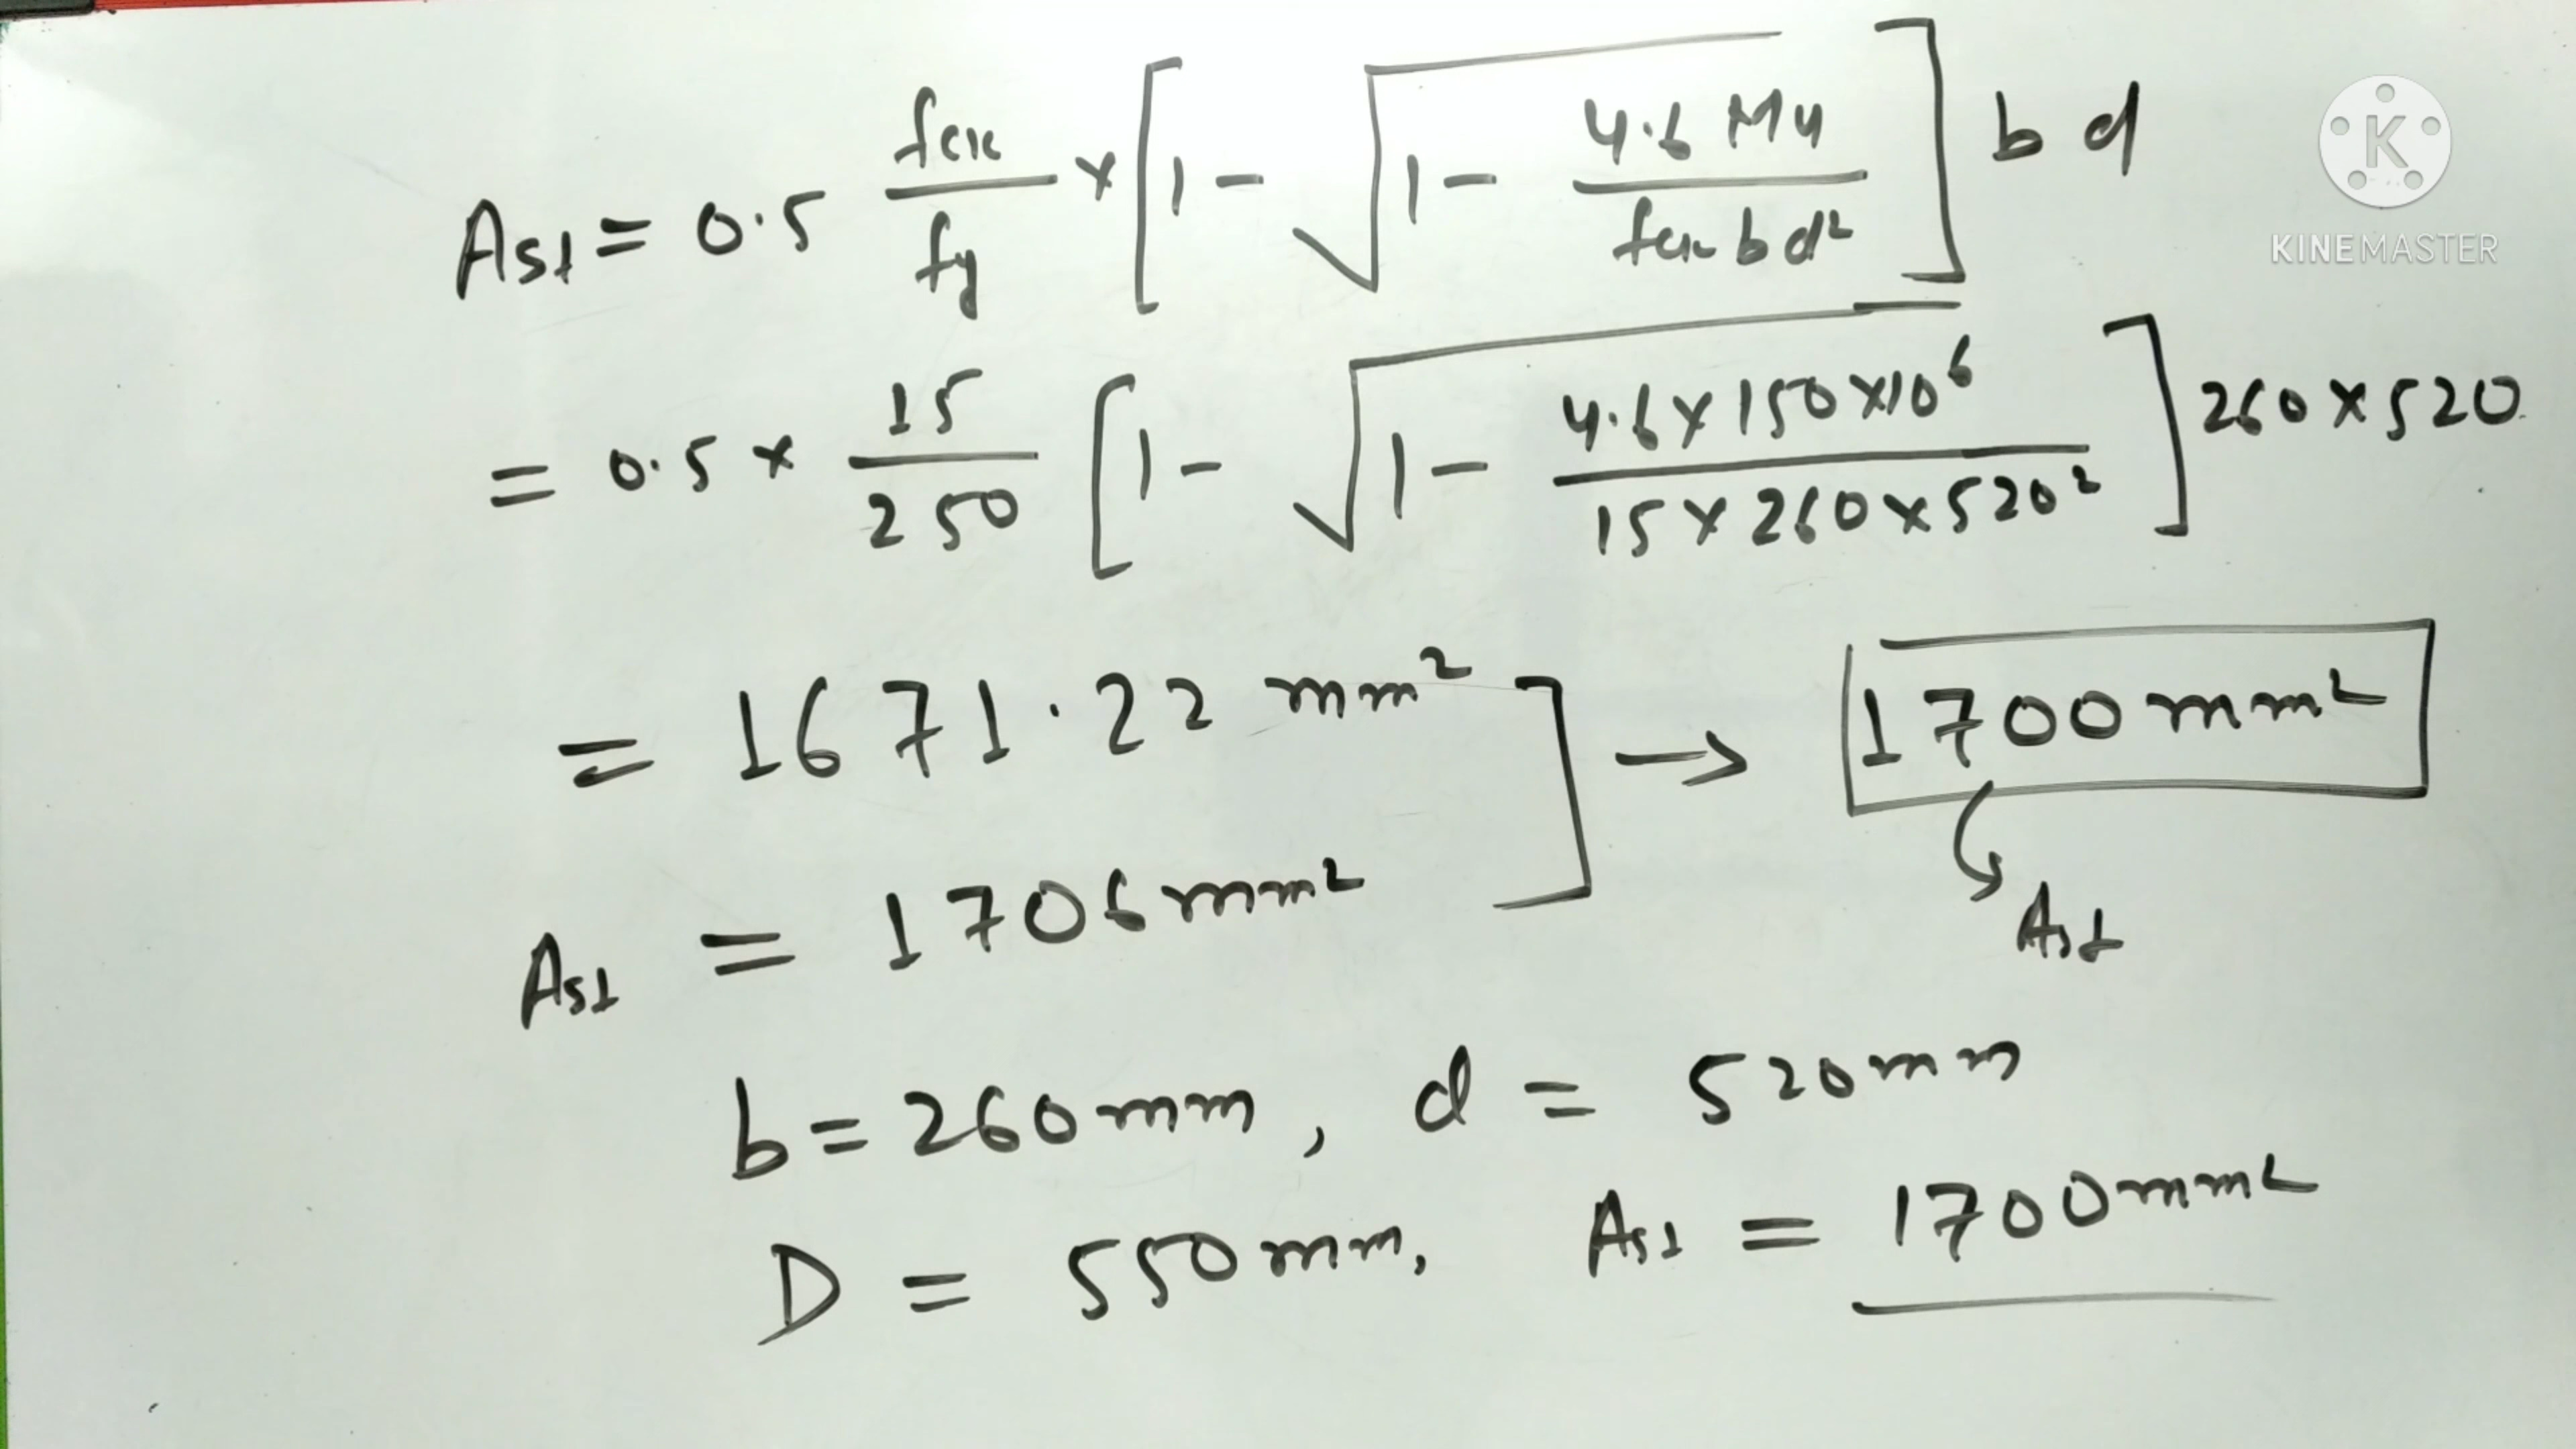 Ast = 0.5 fck/fy × [1 - √(1 - 4.6 Mu / fck b d²)] b d
= 0.5 × 15/250 [1 - √(1 - 4.6 × 150 × 10⁶ / 15 × 260 × 520²)] 260 × 520
= 1671.22 mm² ] → 1700 mm²
Ast = 1706 mm²
Ast
b = 260 mm, d = 520 mm
D = 550 mm, Ast = 1700 mm²
K
KINEMASTER